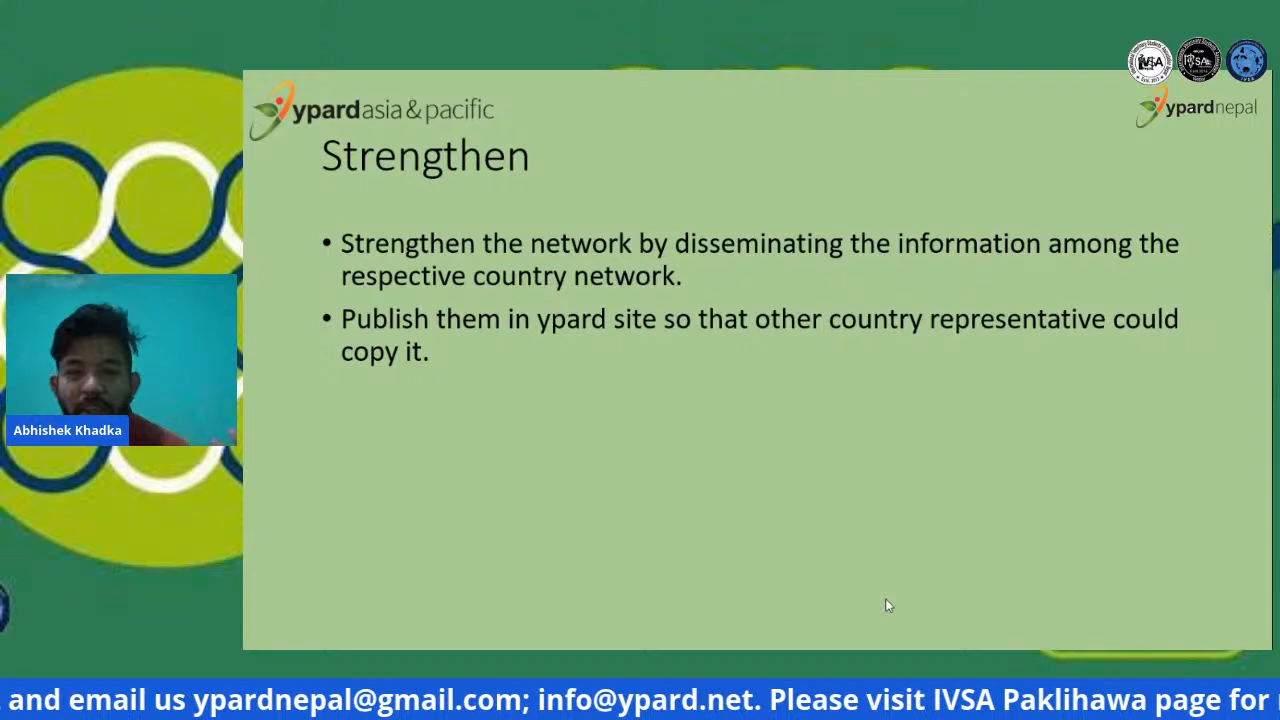 IVSA
ypardasia&pacific
ypardnepal
Strengthen
• Strengthen the network by disseminating the information among the
respective country network.
• Publish them in ypard site so that other country representative could
copy it.
Abhishek Khadka
and email us ypardnepal@gmail.com; info@ypard.net. Please visit IVSA Paklihawa page for